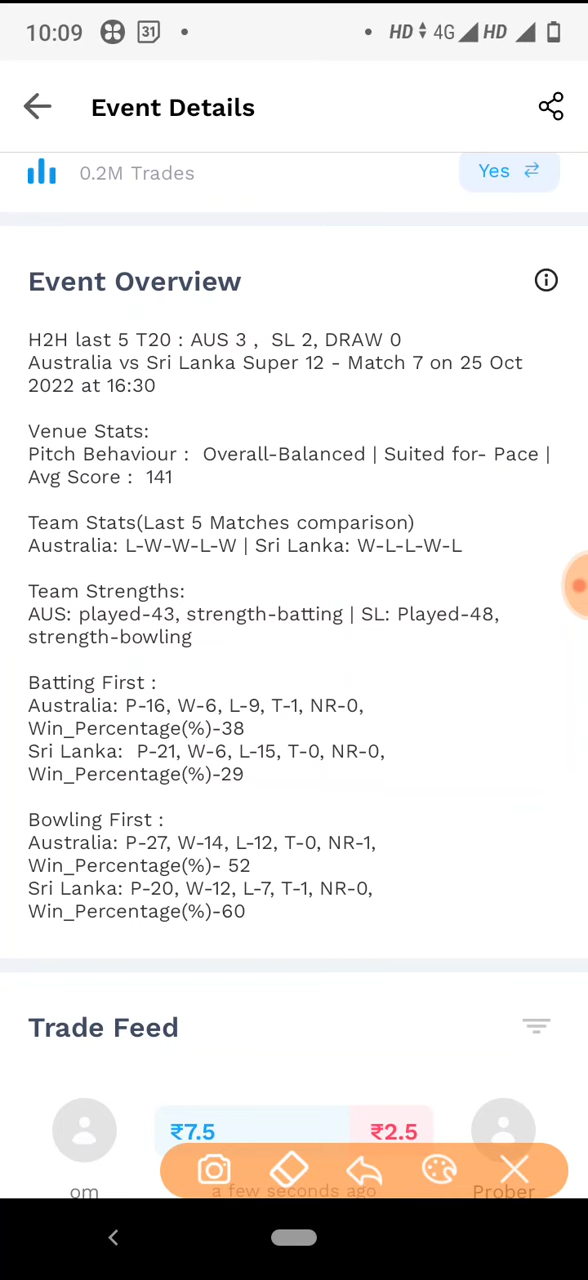 10:09 31 HD 4G HD
Event Details
0.2M Trades Yes
Event Overview
H2H last 5 T20 : AUS 3 , SL 2, DRAW 0
Australia vs Sri Lanka Super 12 - Match 7 on 25 Oct
2022 at 16:30
Venue Stats:
Pitch Behaviour : Overall-Balanced | Suited for- Pace |
Avg Score : 141
Team Stats(Last 5 Matches comparison)
Australia: L-W-W-L-W | Sri Lanka: W-L-L-W-L
Team Strengths:
AUS: played-43, strength-batting | SL: Played-48,
strength-bowling
Batting First :
Australia: P-16, W-6, L-9, T-1, NR-0,
Win_Percentage(%)-38
Sri Lanka: P-21, W-6, L-15, T-0, NR-0,
Win_Percentage(%)-29
Bowling First :
Australia: P-27, W-14, L-12, T-0, NR-1,
Win_Percentage(%)- 52
Sri Lanka: P-20, W-12, L-7, T-1, NR-0,
Win_Percentage(%)-60
Trade Feed
₹7.5 ₹2.5
om a few seconds ago Prober